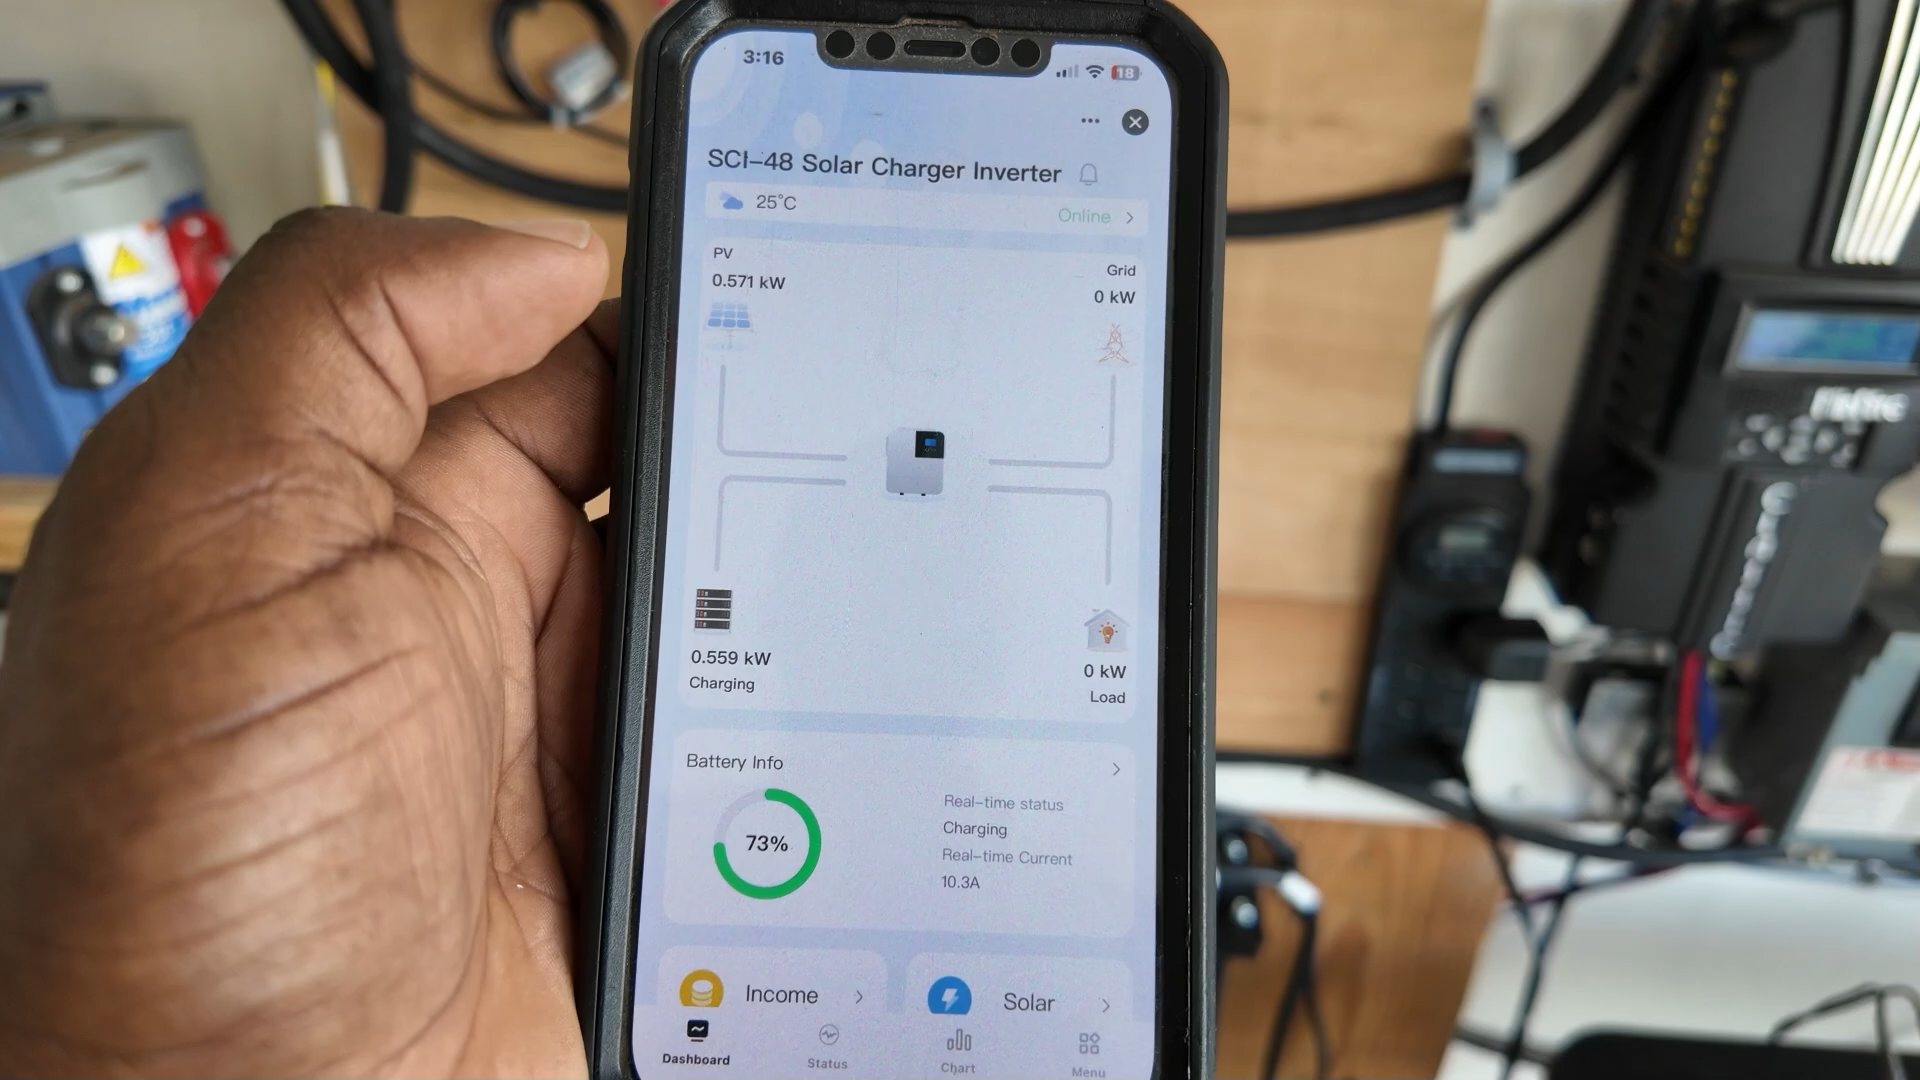 3:16
18
SCI-48 Solar Charger Inverter
25°C
Online
PV
0.571 kW
Grid
0 kW
0.559 kW
Charging
0 kW
Load
Battery Info
73%
Real-time status
Charging
Real-time Current
10.3A
Income
Solar
Dashboard
Status
Chart
Menu